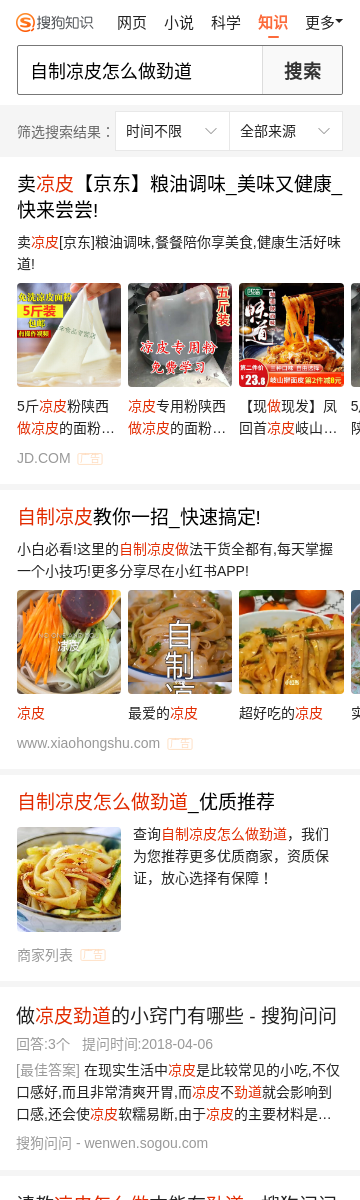 搜狗知识 网页 小说 科学 知识 更多
自制凉皮怎么做劲道 搜索
筛选搜索结果： 时间不限 全部来源
卖凉皮【京东】粮油调味_美味又健康_
快来尝尝!
卖凉皮[京东]粮油调味,餐餐陪你享美食,健康生活好味
道!
免洗凉皮面粉
5斤装
包邮
五斤装
凉皮专用粉
免费学习
味道
第二件价
¥23.8
岐山擀面皮 第2件减8元
5斤凉皮粉陕西 凉皮专用粉陕西 【现做现发】凤
做凉皮的面粉… 做凉皮的面粉… 回首凉皮岐山…
JD.COM 广告
自制凉皮教你一招_快速搞定!
小白必看!这里的自制凉皮做法干货全都有,每天掌握
一个小技巧!更多分享尽在小红书APP!
凉皮
自制凉
凉皮 最爱的凉皮 超好吃的凉皮
www.xiaohongshu.com 广告
自制凉皮怎么做劲道_优质推荐
查询自制凉皮怎么做劲道，我们
为您推荐更多优质商家，资质保
证，放心选择有保障！
商家列表 广告
做凉皮劲道的小窍门有哪些 - 搜狗问问
回答:3个 提问时间:2018-04-06
[最佳答案] 在现实生活中凉皮是比较常见的小吃,不仅
口感好,而且非常清爽开胃,而凉皮不劲道就会影响到
口感,还会使凉皮软糯易断,由于凉皮的主要材料是…
搜狗问问 - wenwen.sogou.com